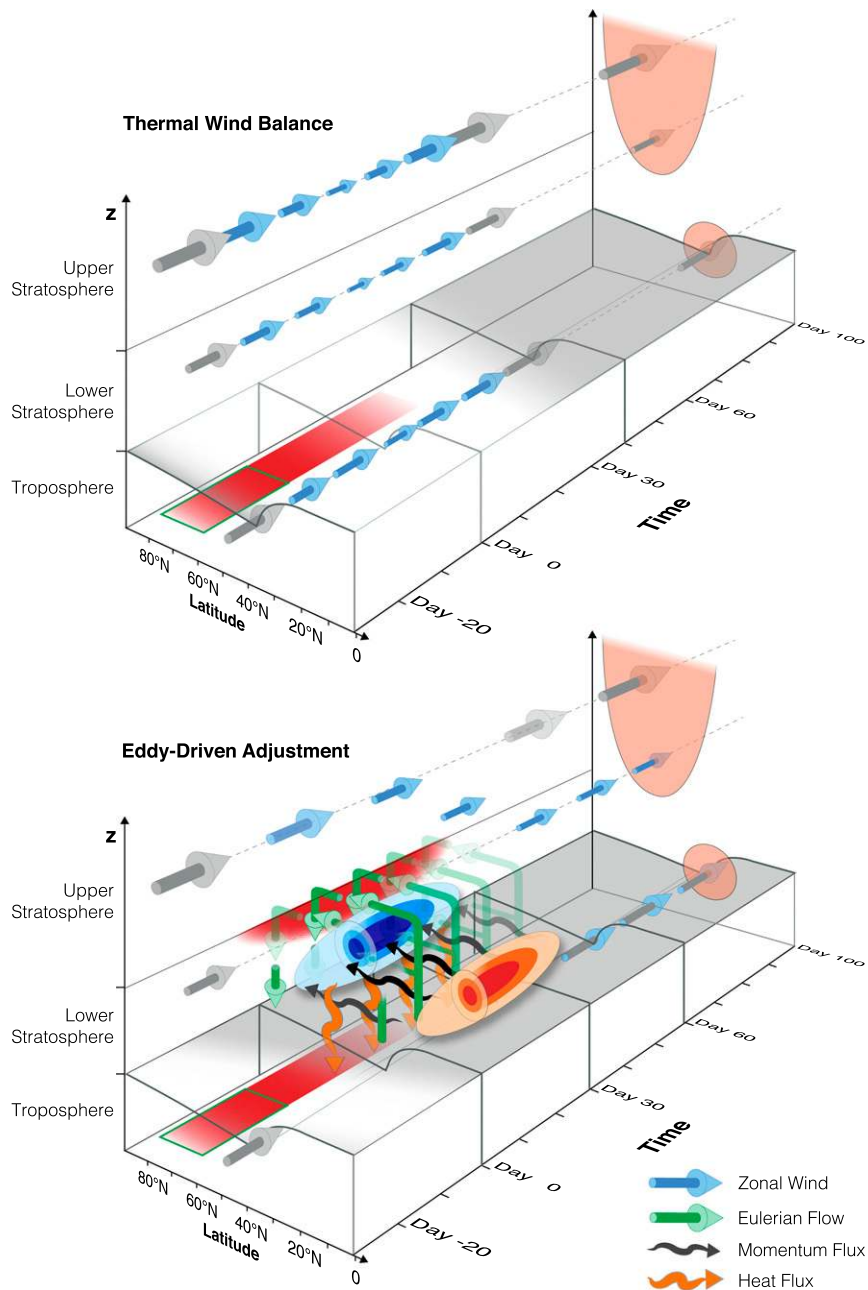 Thermal Wind Balance
z
Upper
Stratosphere
Lower
Stratosphere
Troposphere
80°N
60°N
40°N
20°N
0
Latitude
Day -20
Day 0
Day 30
Day 60
Day 100
Time
Eddy-Driven Adjustment
z
Upper
Stratosphere
Lower
Stratosphere
Troposphere
80°N
60°N
40°N
20°N
0
Latitude
Day -20
Day 0
Day 30
Day 60
Day 100
Time
Zonal Wind
Eulerian Flow
Momentum Flux
Heat Flux